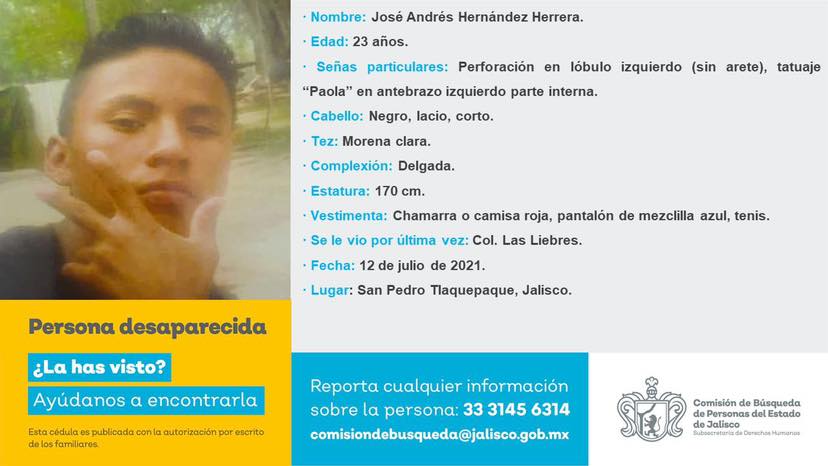 · Nombre: José Andrés Hernández Herrera.
· Edad: 23 años.
· Señas particulares: Perforación en lóbulo izquierdo (sin arete), tatuaje
“Paola” en antebrazo izquierdo parte interna.
· Cabello: Negro, lacio, corto.
· Tez: Morena clara.
· Complexión: Delgada.
· Estatura: 170 cm.
· Vestimenta: Chamarra o camisa roja, pantalón de mezclilla azul, tenis.
· Se le vio por última vez: Col. Las Liebres.
· Fecha: 12 de julio de 2021.
· Lugar: San Pedro Tlaquepaque, Jalisco.
Persona desaparecida
¿La has visto?
Ayúdanos a encontrarla
Esta cédula es publicada con la autorización por escrito
de los familiares.
Reporta cualquier información
sobre la persona: 33 3145 6314
comisiondebusqueda@jalisco.gob.mx
Comisión de Búsqueda
de Personas del Estado
de Jalisco
Subsecretaría de Derechos Humanos